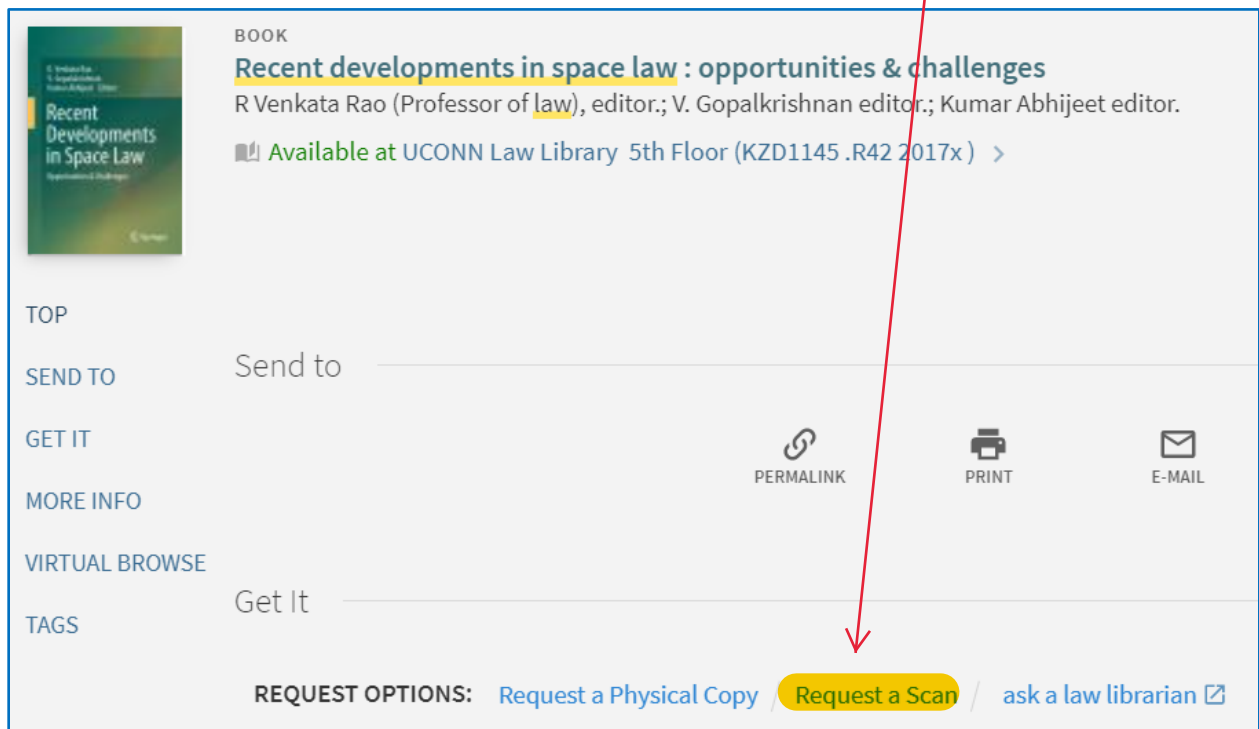 BOOK
Recent developments in space law : opportunities & challenges
R Venkata Rao (Professor of law), editor.; V. Gopalkrishnan editor.; Kumar Abhijeet editor.
Available at UCONN Law Library 5th Floor (KZD1145 .R42 2017x ) >
Recent
Developments
in Space Law
Opportunities & Challenges
Springer
TOP
SEND TO
GET IT
MORE INFO
VIRTUAL BROWSE
TAGS
Send to
PERMALINK
PRINT
E-MAIL
Get It
REQUEST OPTIONS: Request a Physical Copy / Request a Scan / ask a law librarian